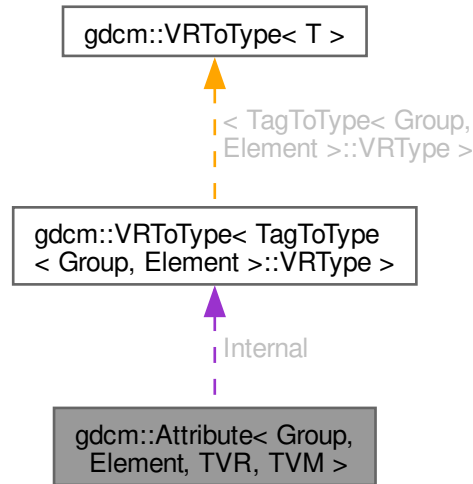 gdcm::VRToType< T >
< TagToType< Group,
Element >::VRType >
gdcm::VRToType< TagToType
< Group, Element >::VRType >
Internal
gdcm::Attribute< Group,
Element, TVR, TVM >